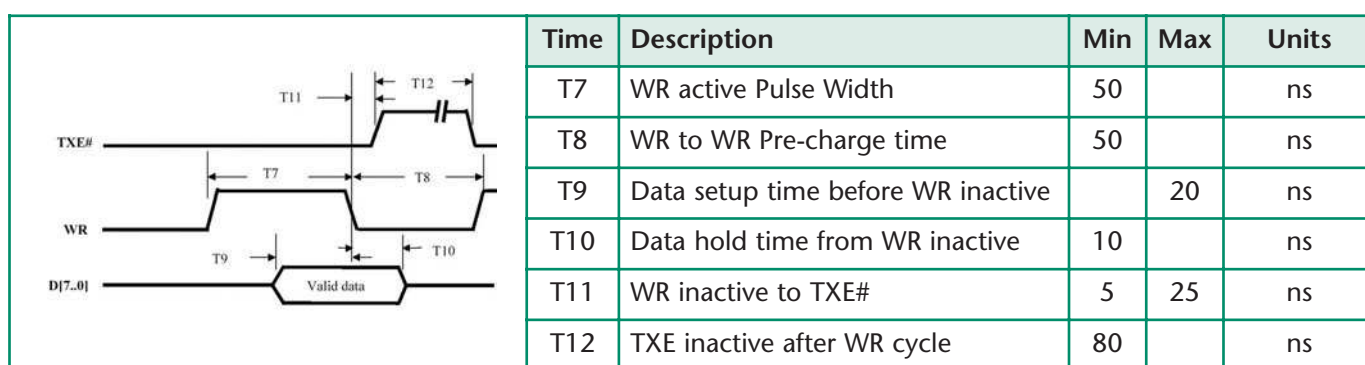 T12
T11
TXE#
T7
T8
WR
T9
T10
D[7..0]
Valid data
Time Description Min Max Units
T7 WR active Pulse Width 50 ns
T8 WR to WR Pre-charge time 50 ns
T9 Data setup time before WR inactive 20 ns
T10 Data hold time from WR inactive 10 ns
T11 WR inactive to TXE# 5 25 ns
T12 TXE inactive after WR cycle 80 ns